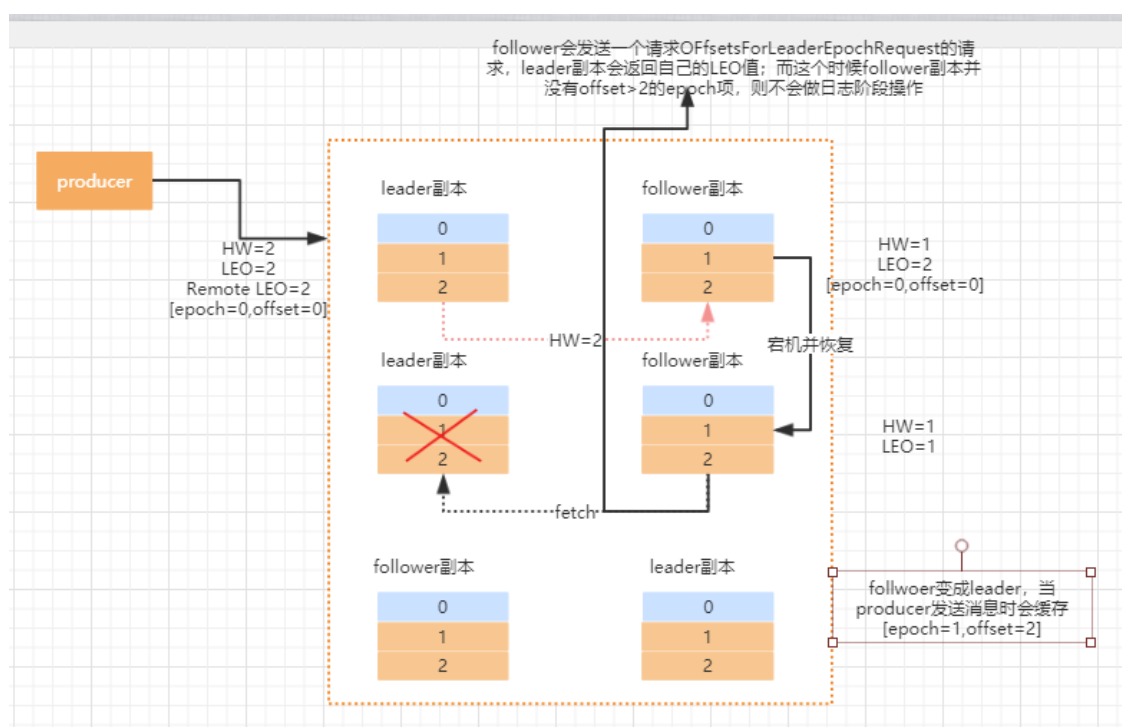 follower会发送一个请求OFfsetsForLeaderEpochRequest的请
求，leader副本会返回自己的LEO值；而这个时候follower副本并
没有offset>2的epoch项，则不会做日志阶段操作
producer
leader副本
follower副本
0
1
2
0
1
2
HW=2
LEO=2
Remote LEO=2
[epoch=0,offset=0]
HW=1
LEO=2
[epoch=0,offset=0]
HW=2
宕机并恢复
leader副本
follower副本
0
1
2
0
1
2
HW=1
LEO=1
fetch
follower副本
leader副本
0
1
2
0
1
2
follwoer变成leader，当
producer发送消息时会缓存
[epoch=1,offset=2]